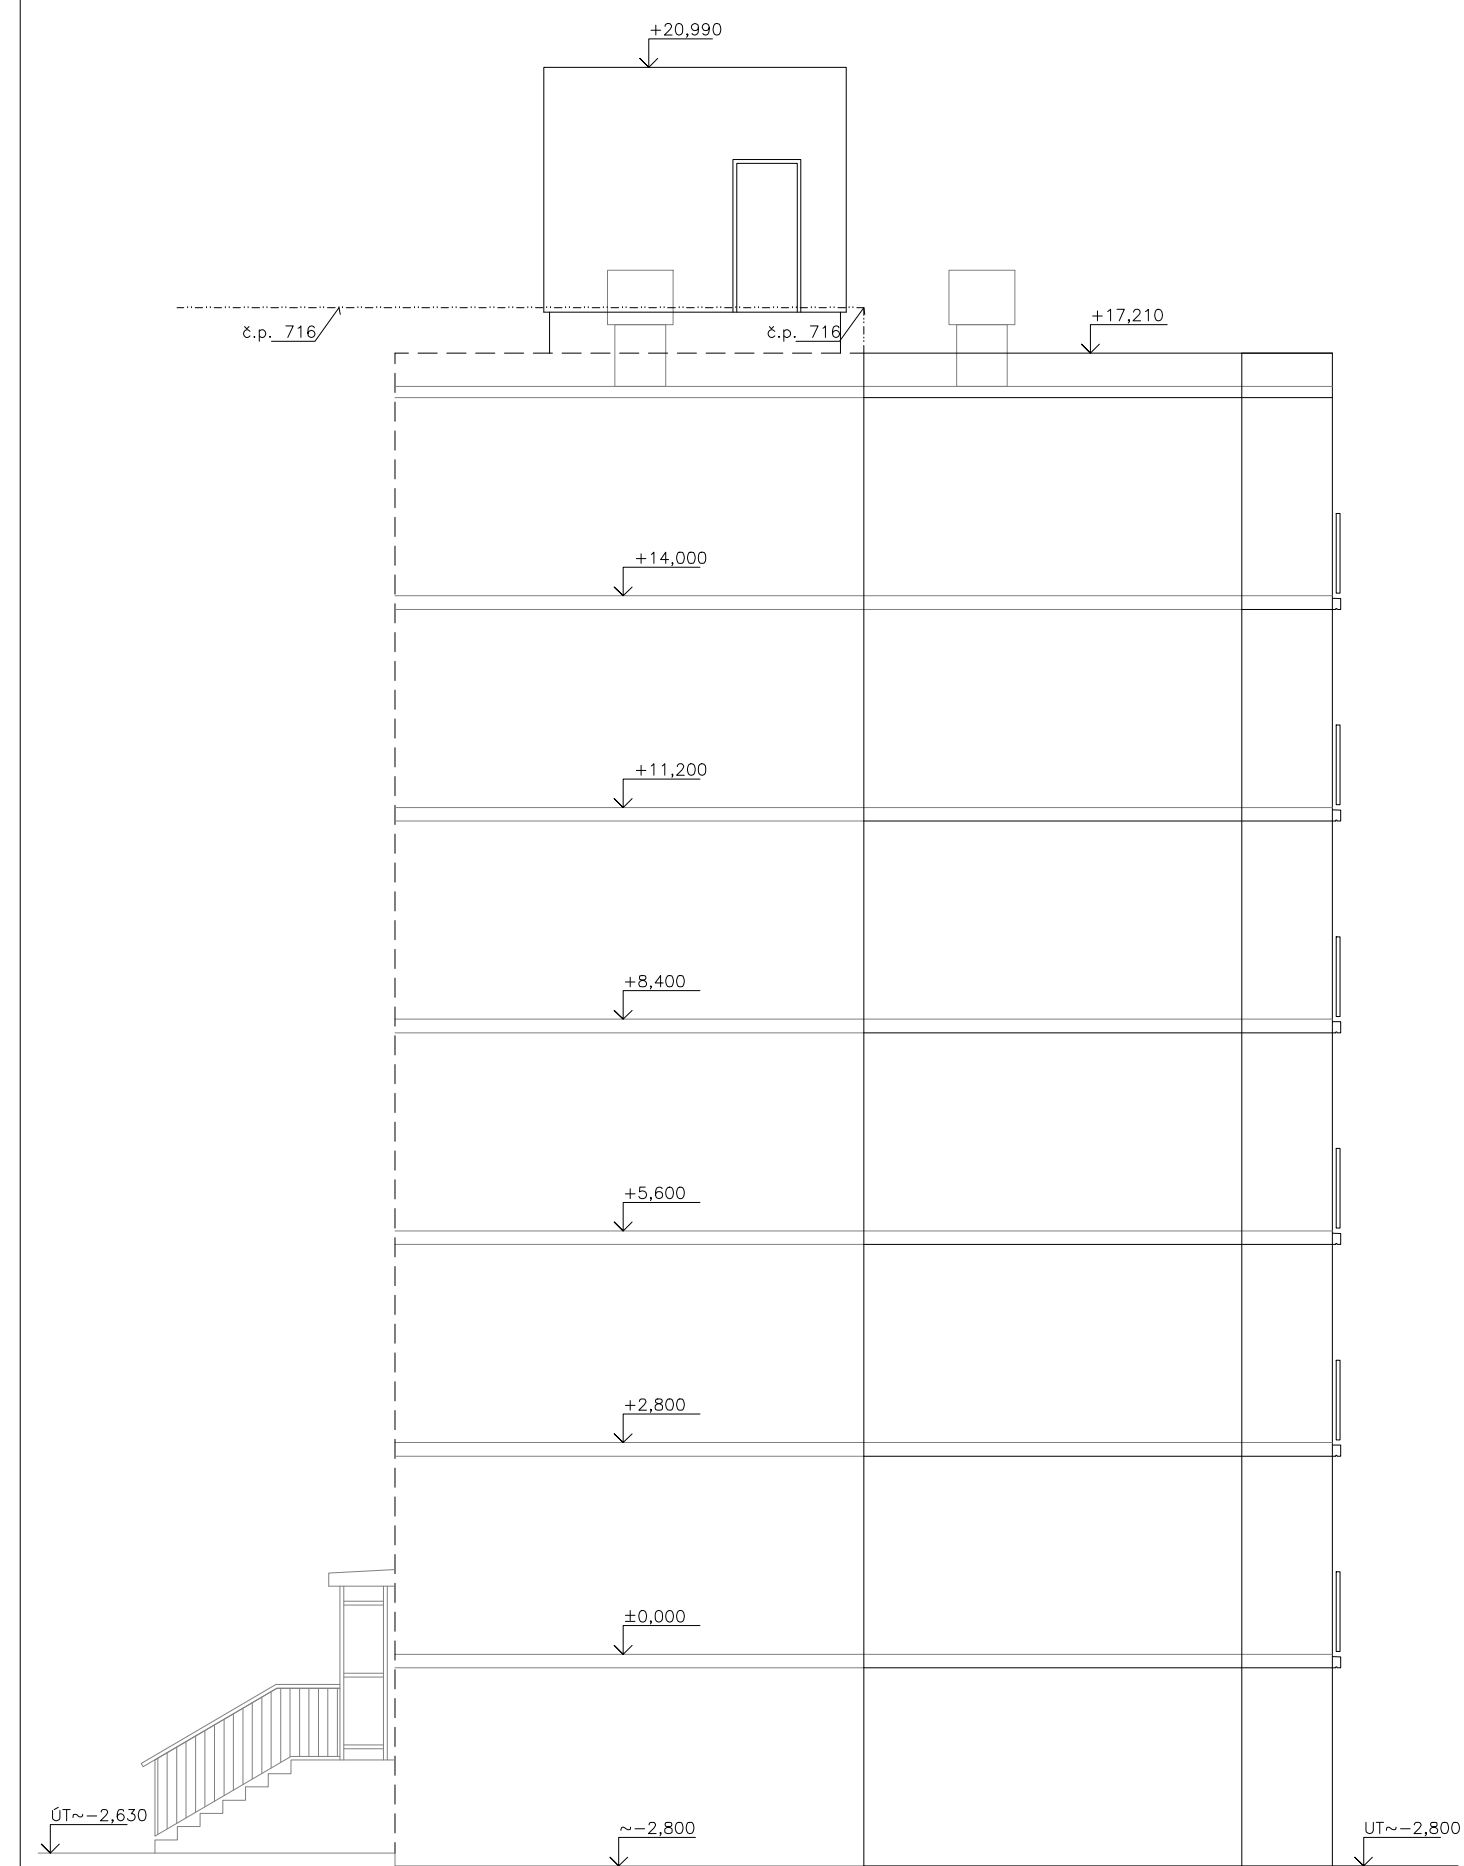 +20,990
č.p. 716
č.p. 716
+17,210
+14,000
+11,200
+8,400
+5,600
+2,800
±0,000
ÚT~-2,630
~-2,800
UT~-2,800